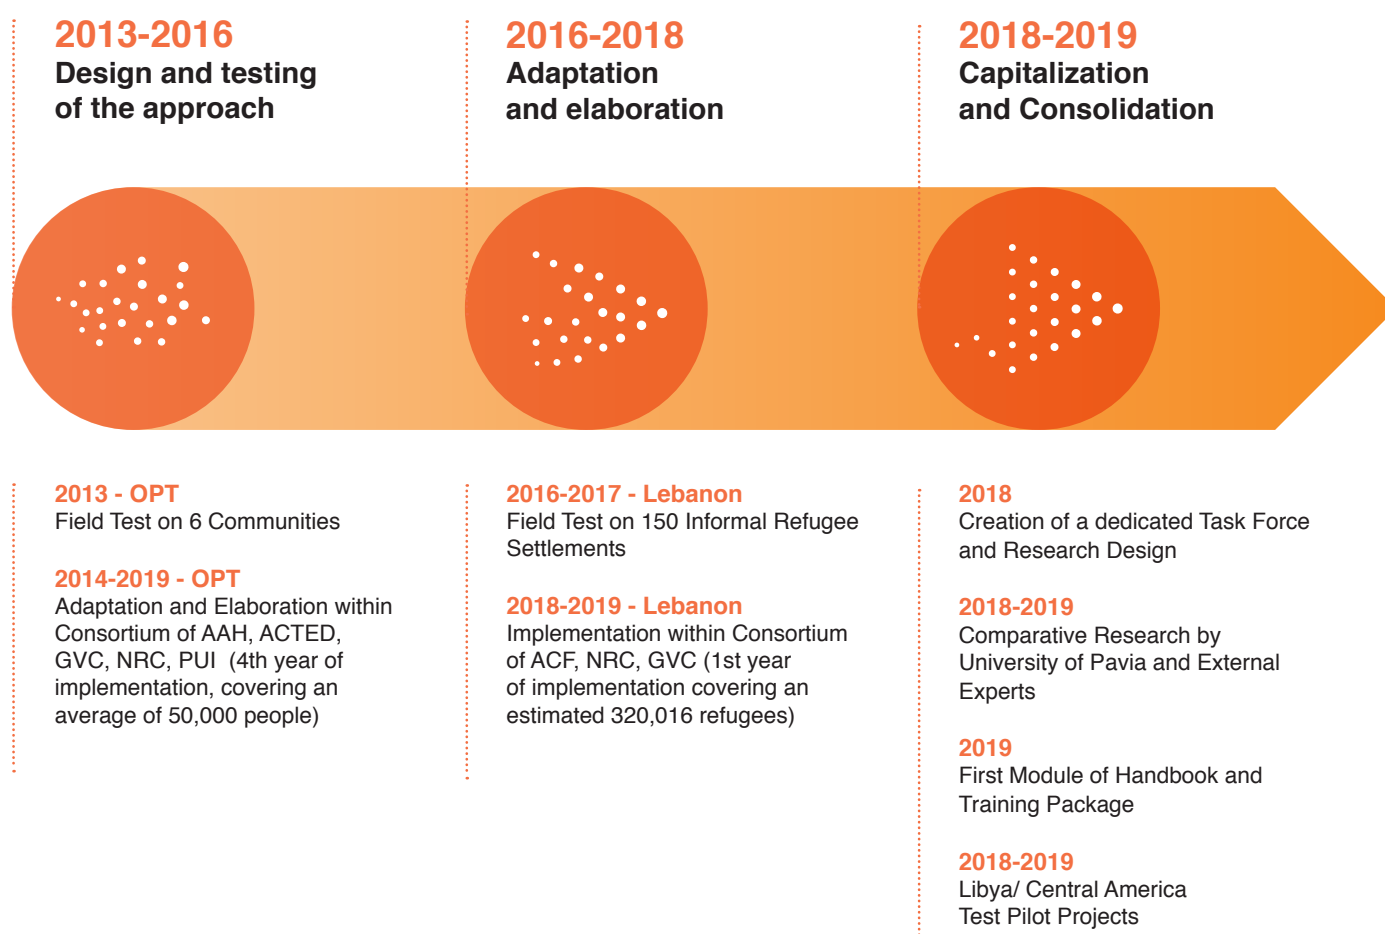 2013-2016
Design and testing
of the approach
2016-2018
Adaptation
and elaboration
2018-2019
Capitalization
and Consolidation
2013 - OPT
Field Test on 6 Communities
2014-2019 - OPT
Adaptation and Elaboration within
Consortium of AAH, ACTED,
GVC, NRC, PUI (4th year of
implementation, covering an
average of 50,000 people)
2016-2017 - Lebanon
Field Test on 150 Informal Refugee
Settlements
2018-2019 - Lebanon
Implementation within Consortium
of ACF, NRC, GVC (1st year
of implementation covering an
estimated 320,016 refugees)
2018
Creation of a dedicated Task Force
and Research Design
2018-2019
Comparative Research by
University of Pavia and External
Experts
2019
First Module of Handbook and
Training Package
2018-2019
Libya/ Central America
Test Pilot Projects